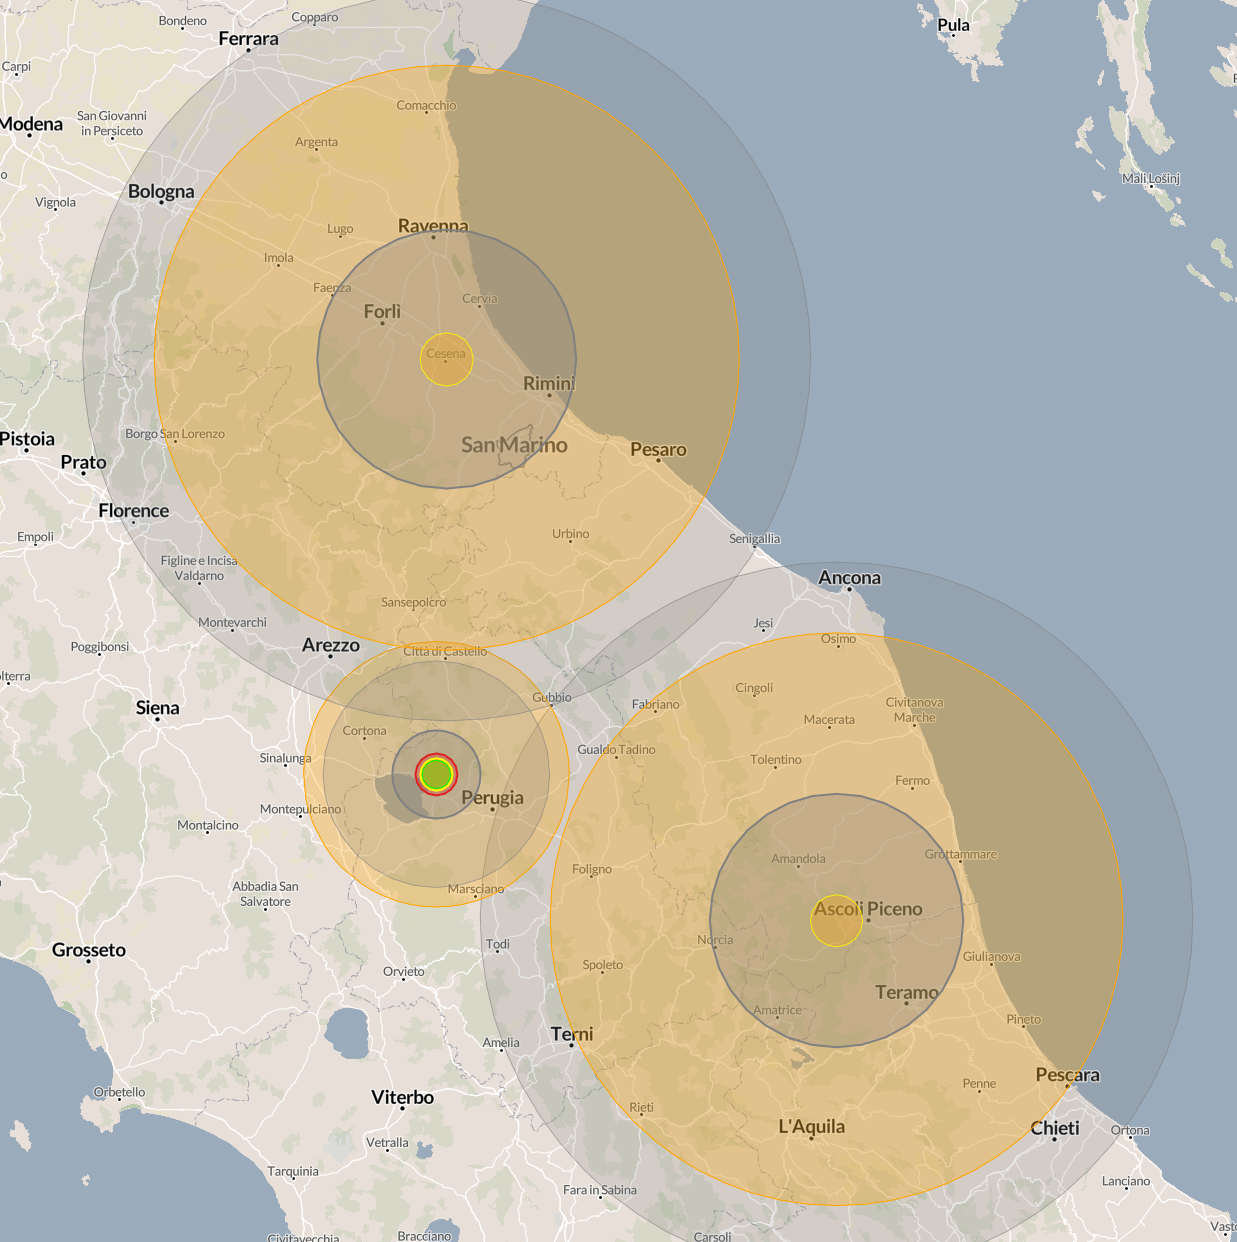 Copparo
Bondeno
Ferrara
Pula
Carpi
Comacchio
San Giovanni
in Persiceto
Modena
Argenta
Mali Lošinj
Bologna
Vignola
Ravenna
Lugo
Imola
Faenza
Cervia
Forlì
Cesena
Rimini
Borgo San Lorenzo
Pistoia
San Marino
Pesaro
Prato
Florence
Empoli
Urbino
Senigallia
Figline e Incisa
Valdarno
Ancona
Sansepolcro
Montevarchi
Jesi
Osimo
Arezzo
Poggibonsi
Città di Castello
lterra
Cingoli
Gubbio
Fabriano
Civitanova
Marche
Siena
Macerata
Cortona
Gualdo Tadino
Sinalunga
Tolentino
Fermo
Perugia
Montepulciano
Montalcino
Grottammare
Amandola
Foligno
Abbadia San
Salvatore
Marsciano
Ascoli Piceno
Norcia
Todi
Grosseto
Giulianova
Spoleto
Orvieto
Teramo
Amatrice
Pineto
Terni
Amelia
Pescara
Penne
Orbetello
Viterbo
Rieti
L'Aquila
Chieti
Ortona
Vetralla
Tarquinia
Lanciano
Fara in Sabina
Vasto
Civitavecchia
Bracciano
Carsoli